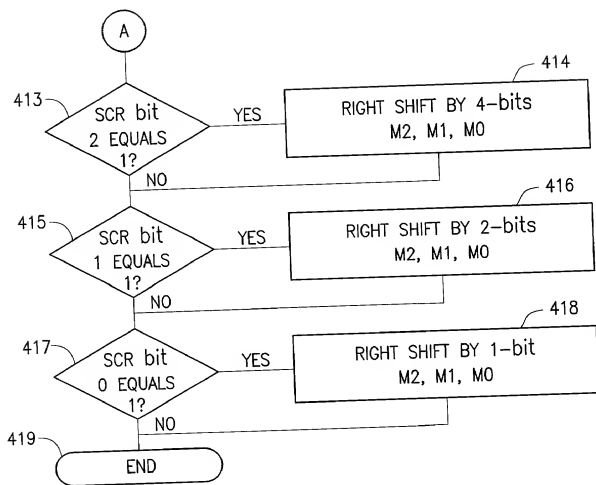 A
413
SCR bit
2 EQUALS
1?
YES
NO
414
RIGHT SHIFT BY 4-bits
M2, M1, M0
415
SCR bit
1 EQUALS
1?
YES
NO
416
RIGHT SHIFT BY 2-bits
M2, M1, M0
417
SCR bit
0 EQUALS
1?
YES
NO
418
RIGHT SHIFT BY 1-bit
M2, M1, M0
419
END